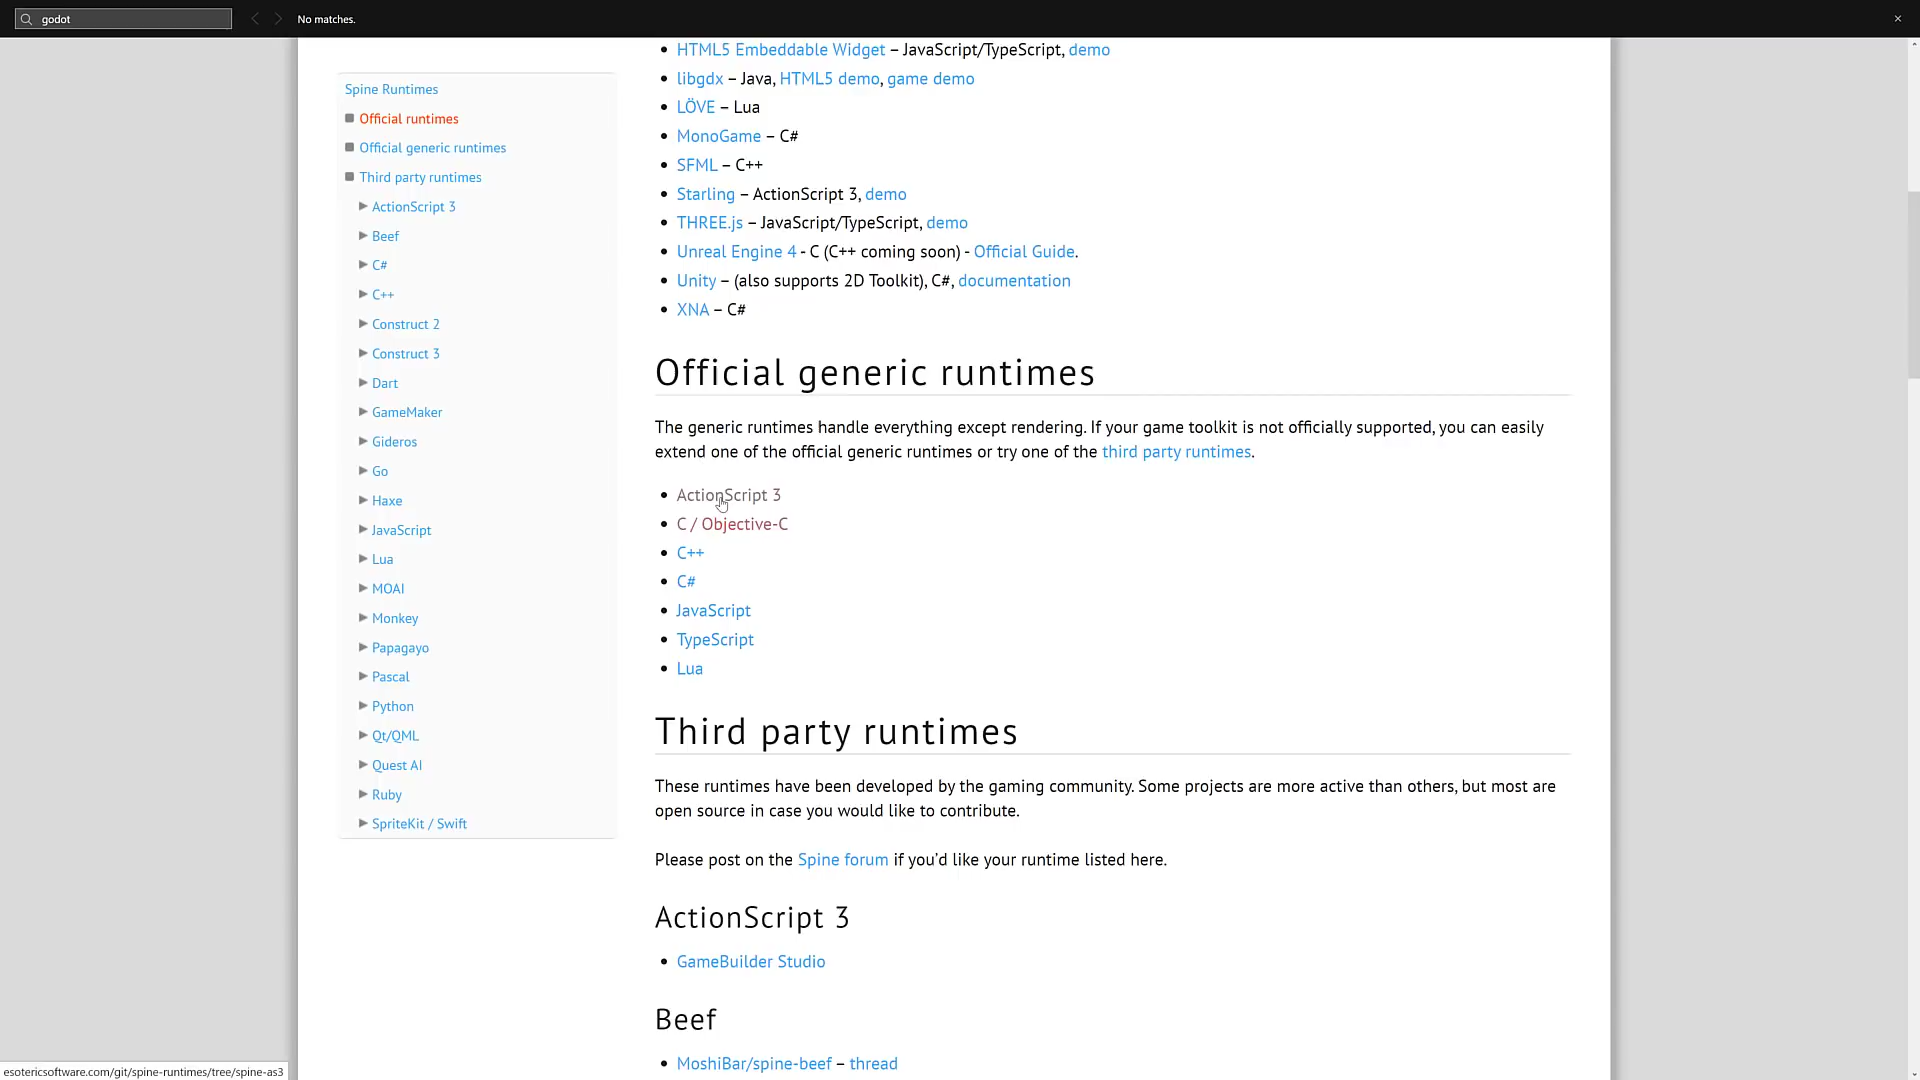 godot
No matches.
Spine Runtimes
Official runtimes
Official generic runtimes
Third party runtimes
ActionScript 3
Beef
C#
C++
Construct 2
Construct 3
Dart
GameMaker
Gideros
Go
Haxe
JavaScript
Lua
MOAI
Monkey
Papagayo
Pascal
Python
Qt/QML
Quest AI
Ruby
SpriteKit / Swift
HTML5 Embeddable Widget – JavaScript/TypeScript, demo
libgdx – Java, HTML5 demo, game demo
LÖVE – Lua
MonoGame – C#
SFML – C++
Starling – ActionScript 3, demo
THREE.js – JavaScript/TypeScript, demo
Unreal Engine 4 - C (C++ coming soon) - Official Guide.
Unity – (also supports 2D Toolkit), C#, documentation
XNA – C#
Official generic runtimes
The generic runtimes handle everything except rendering. If your game toolkit is not officially supported, you can easily
extend one of the official generic runtimes or try one of the third party runtimes.
ActionScript 3
C / Objective-C
C++
C#
JavaScript
TypeScript
Lua
Third party runtimes
These runtimes have been developed by the gaming community. Some projects are more active than others, but most are
open source in case you would like to contribute.
Please post on the Spine forum if you'd like your runtime listed here.
ActionScript 3
GameBuilder Studio
Beef
MoshiBar/spine-beef – thread
esotericsoftware.com/git/spine-runtimes/tree/spine-as3